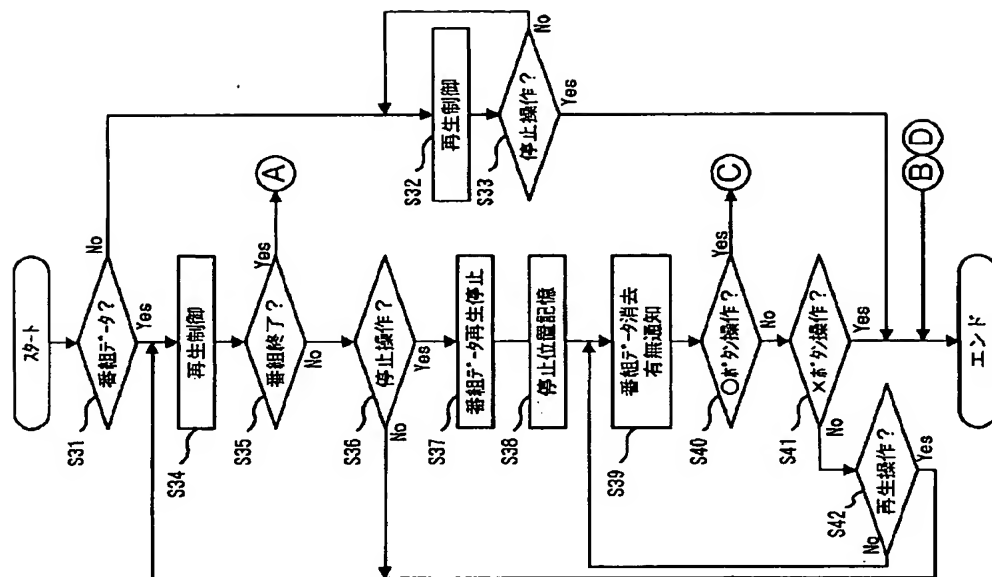 スタート
S31
番組データ?
No
Yes
S34
再生制御
S32
再生制御
No
S33
停止操作?
Yes
S35
番組終了?
Yes
A
No
S36
停止操作?
No
Yes
S37
番組データ再生停止
S38
停止位置記憶
S39
番組データ消去
有無通知
S40
○ボタン操作?
Yes
C
No
S41
×ボタン操作?
No
Yes
S42
再生操作?
No
Yes
B D
エンド